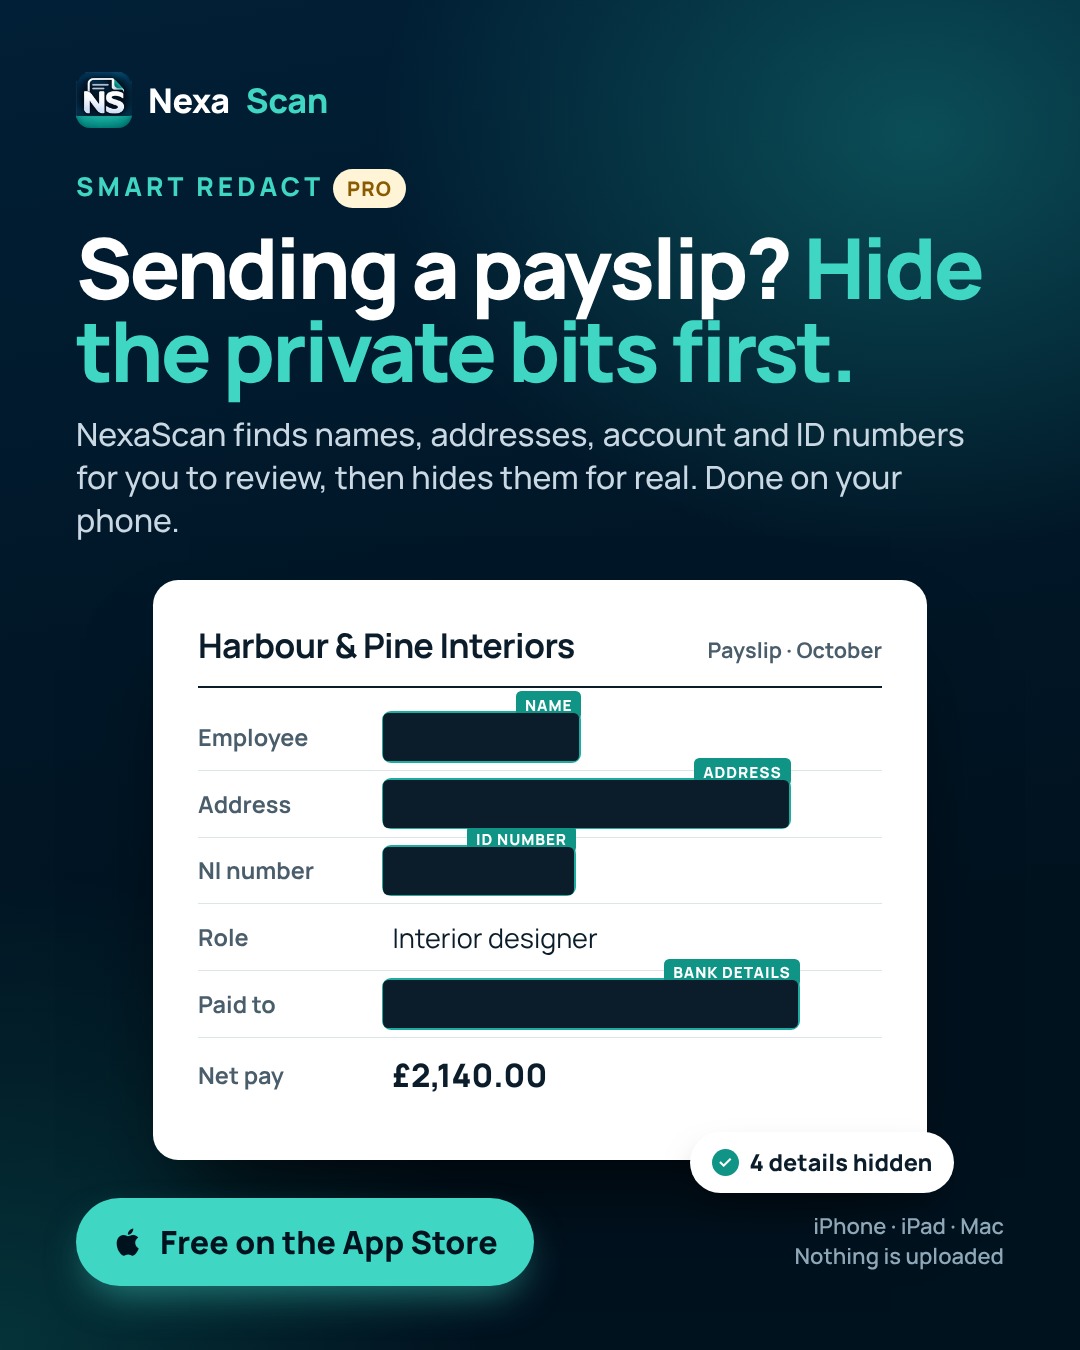 NS
Nexa Scan
SMART REDACT PRO
Sending a payslip? Hide
the private bits first.
NexaScan finds names, addresses, account and ID numbers
for you to review, then hides them for real. Done on your
phone.
Harbour & Pine Interiors
Payslip · October
NAME
Employee
ADDRESS
Address
ID NUMBER
NI number
Role
Interior designer
BANK DETAILS
Paid to
Net pay
£2,140.00
4 details hidden
Free on the App Store
iPhone · iPad · Mac
Nothing is uploaded